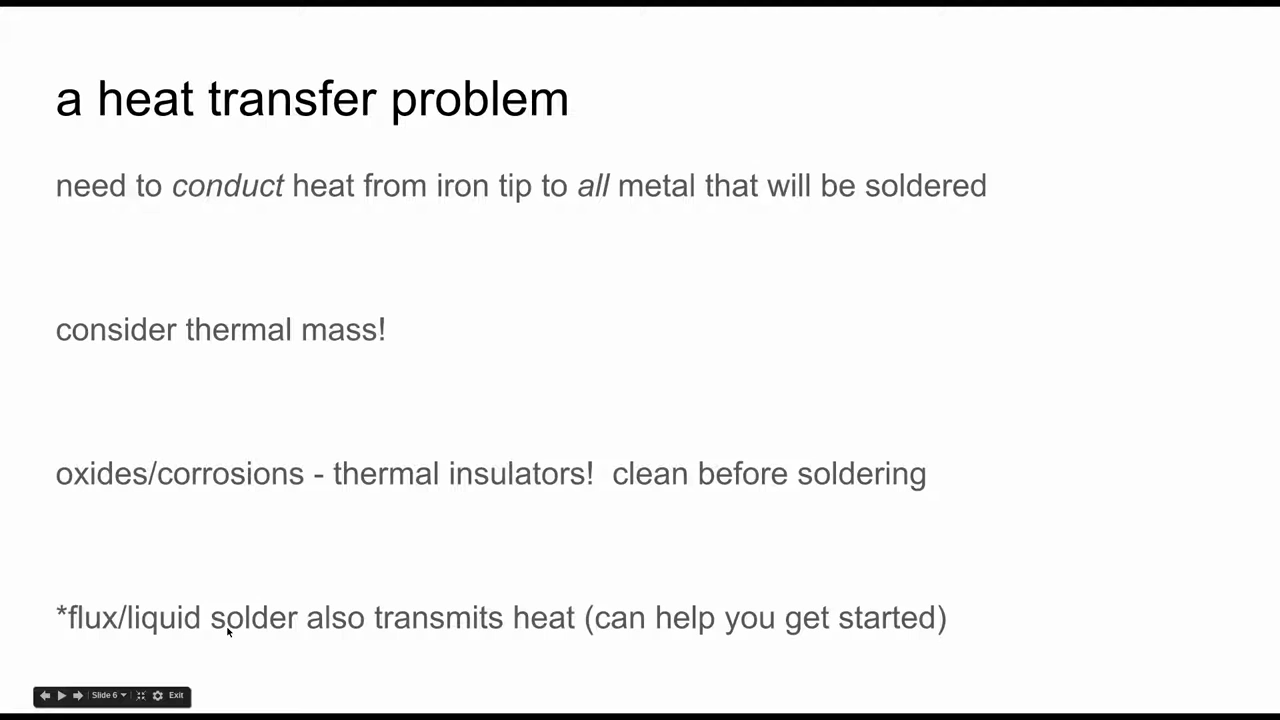 a heat transfer problem
need to conduct heat from iron tip to all metal that will be soldered
consider thermal mass!
oxides/corrosions - thermal insulators!  clean before soldering
*flux/liquid solder also transmits heat (can help you get started)
Slide 6 Exit